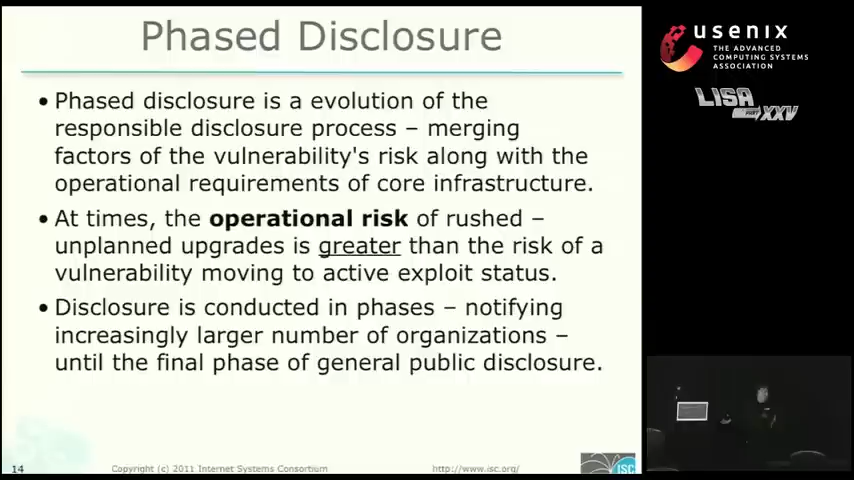 Phased Disclosure
• Phased disclosure is a evolution of the
responsible disclosure process – merging
factors of the vulnerability's risk along with the
operational requirements of core infrastructure.
• At times, the operational risk of rushed –
unplanned upgrades is greater than the risk of a
vulnerability moving to active exploit status.
• Disclosure is conducted in phases – notifying
increasingly larger number of organizations –
until the final phase of general public disclosure.
14
Copyright (c) 2011 Internet Systems Consortium
http://www.isc.org/
ISC
usenix
THE ADVANCED
COMPUTING SYSTEMS
ASSOCIATION
LISA
PART XXV